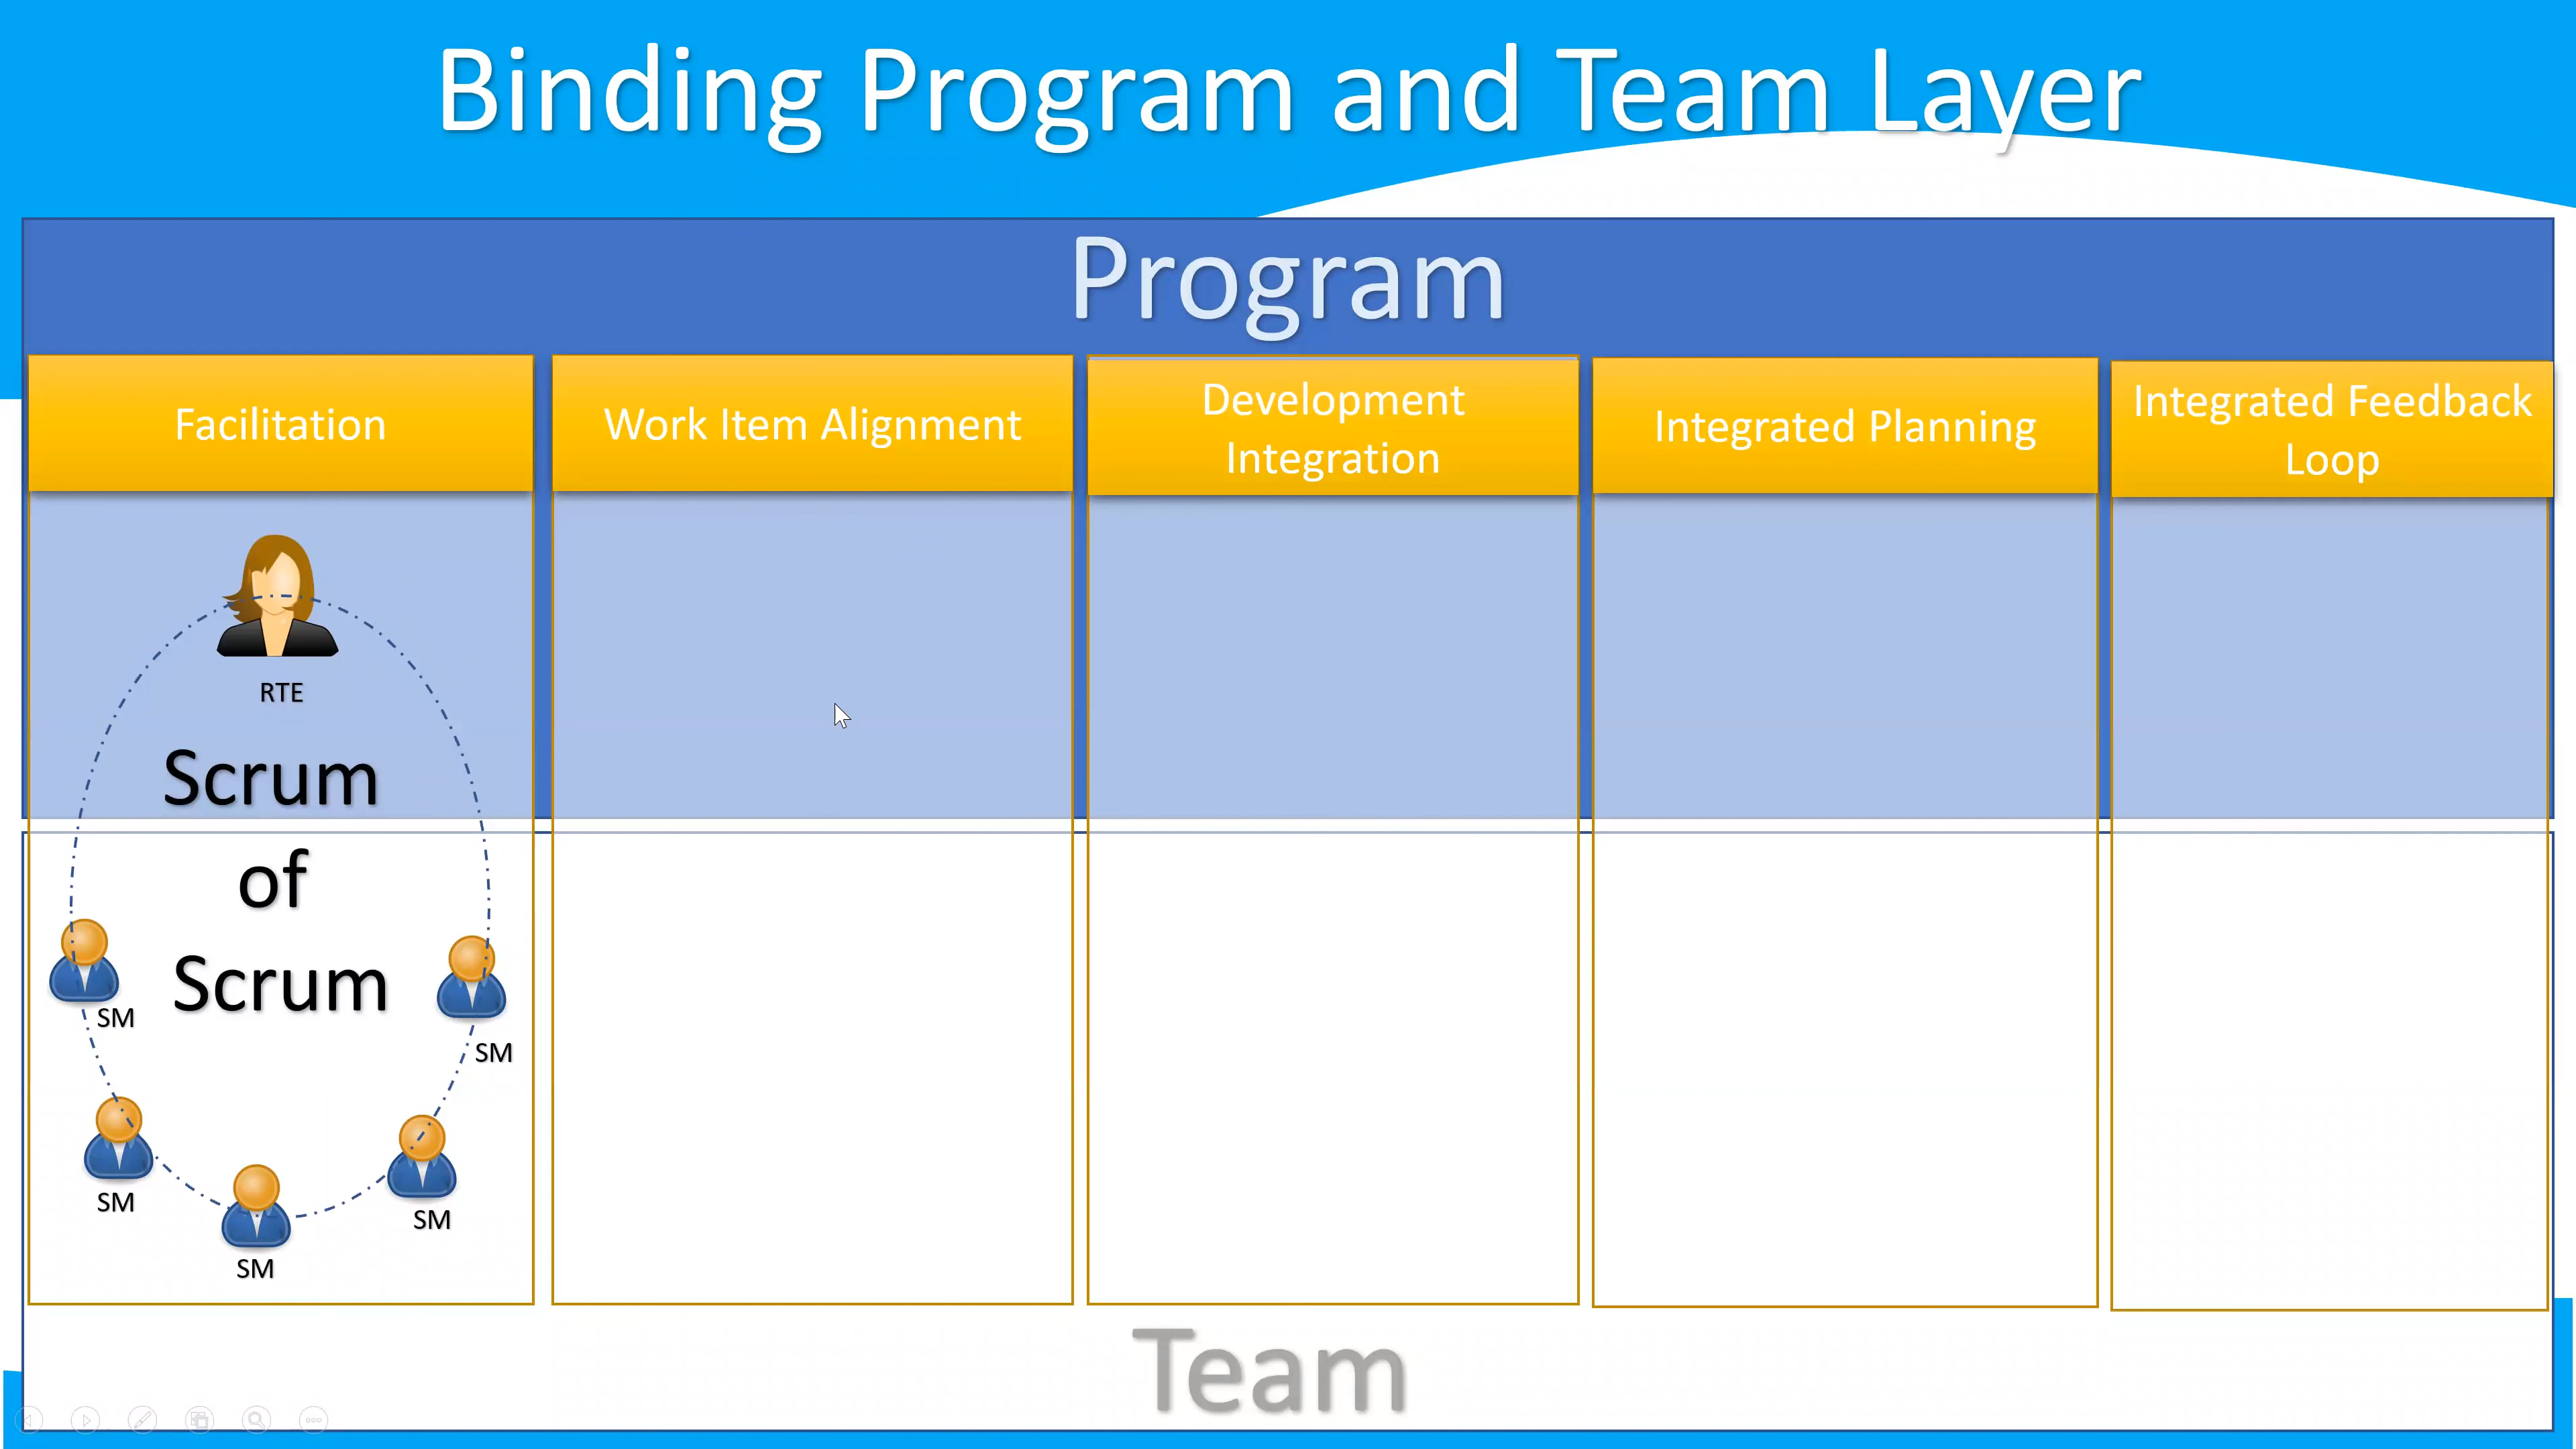 Binding Program and Team Layer
Program
Facilitation
Work Item Alignment
Development
Integration
Integrated Planning
Integrated Feedback
Loop
RTE
Scrum
of
Scrum
SM
SM
SM
SM
SM
Team